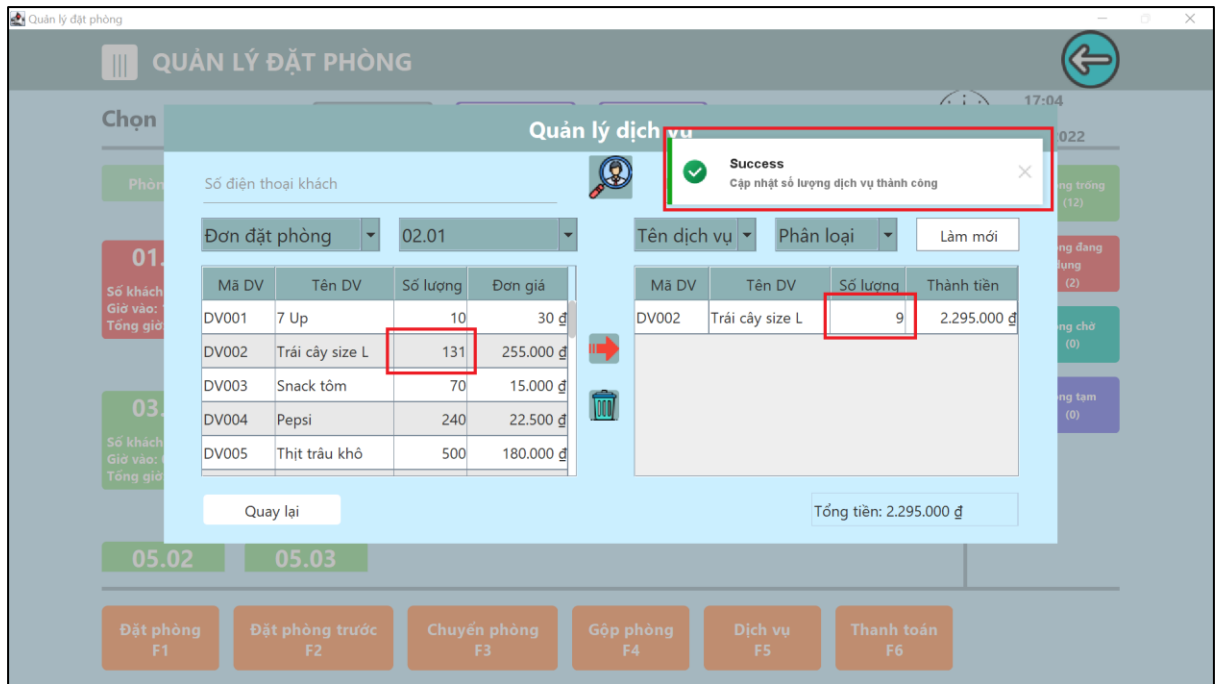 Quản lý đặt phòng
QUẢN LÝ ĐẶT PHÒNG
17:04
Chọn
Quản lý dịch vụ
022
Success
Cập nhật số lượng dịch vụ thành công
Số điện thoại khách
Phòn
ng trống
(12)
Đơn đặt phòng 02.01 Tên dịch vụ Phân loại Làm mới
01.
ng đang
dụng
(2)
Số khách
Giờ vào: 1
Tổng giờ
Mã DV Tên DV Số lượng Đơn giá
DV001 7 Up 10 30 ₫
DV002 Trái cây size L 131 255.000 ₫
DV003 Snack tôm 70 15.000 ₫
DV004 Pepsi 240 22.500 ₫
DV005 Thịt trâu khô 500 180.000 ₫
Mã DV Tên DV Số lượng Thành tiền
DV002 Trái cây size L 9 2.295.000 ₫
ng chờ
(0)
ng tạm
(0)
03.
Số khách
Giờ vào:
Tổng giờ
Quay lại
Tổng tiền: 2.295.000 ₫
05.02 05.03
Đặt phòng Đặt phòng trước Chuyển phòng Gộp phòng Dịch vụ Thanh toán
F1 F2 F3 F4 F5 F6